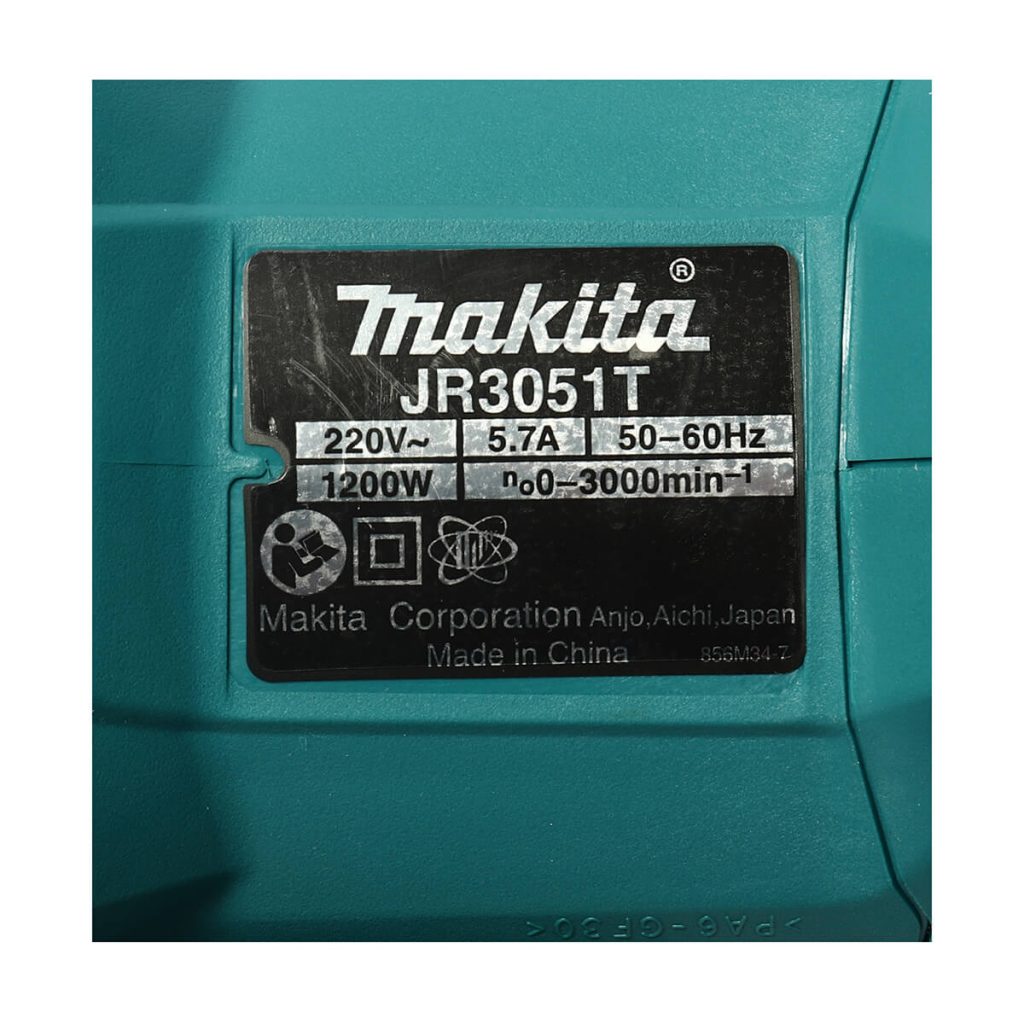 makita®
JR3051T
220V~ 5.7A 50–60Hz
1200W n₀0–3000min⁻¹
Makita Corporation Anjo,Aichi,Japan
Made in China 856M34-7
>PA6-GF30<